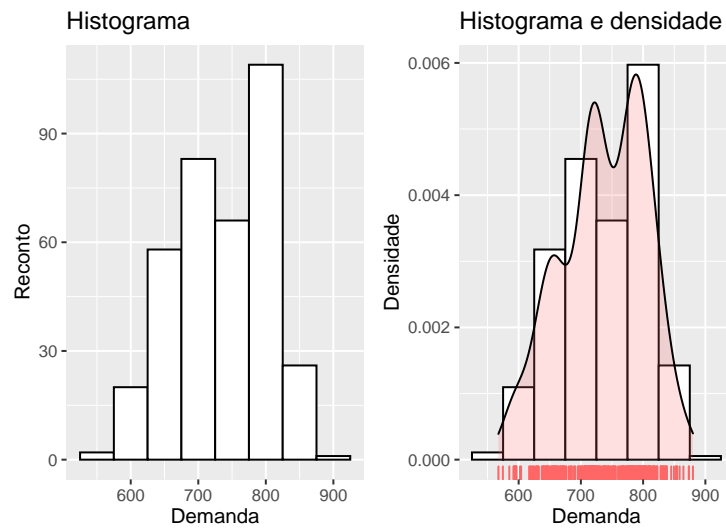 Histograma
90
60
30
0
Reconto
600 700 800 900
Demanda
Histograma e densidade
0.006
0.004
0.002
0.000
Densidade
600 700 800 900
Demanda